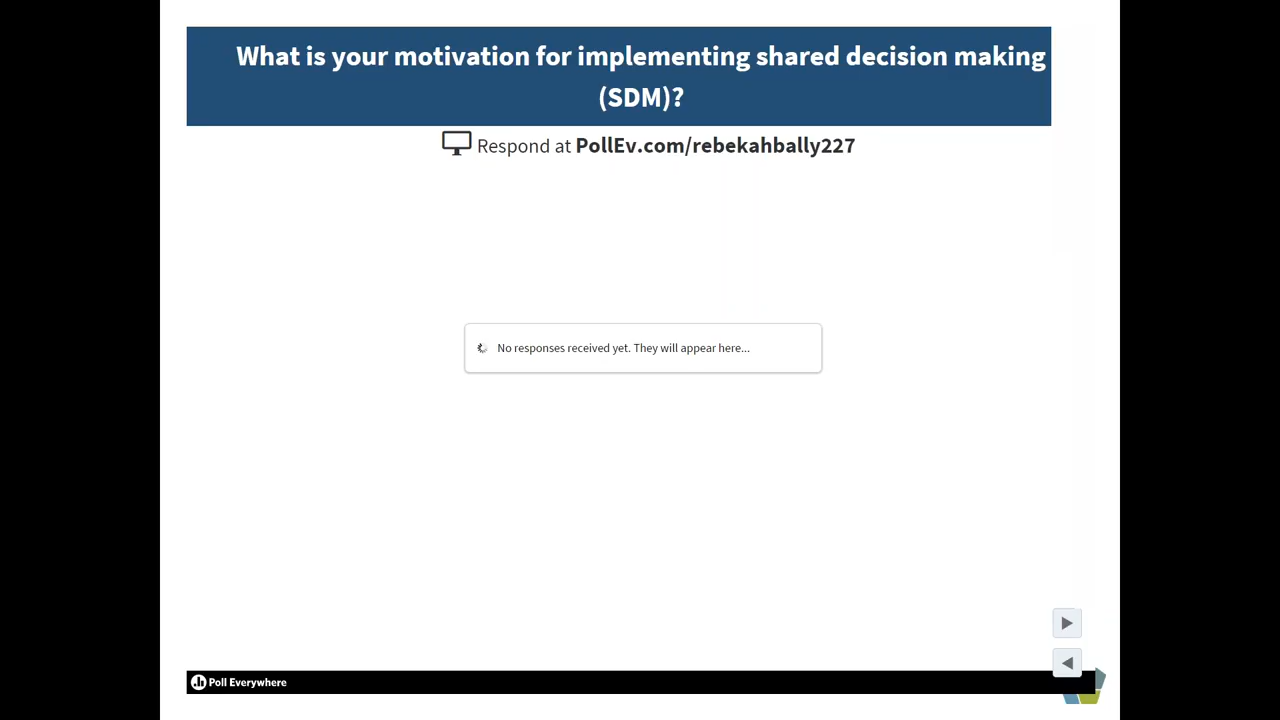 What is your motivation for implementing shared decision making
(SDM)?
Respond at PollEv.com/rebekahbally227
No responses received yet. They will appear here...
Poll Everywhere